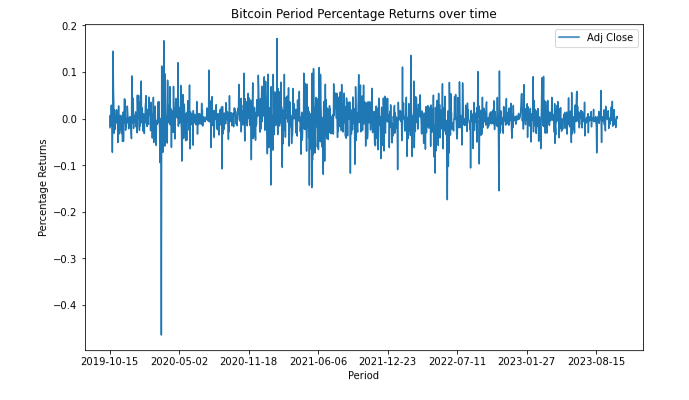 Bitcoin Period Percentage Returns over time
Adj Close
0.2
0.1
0.0
−0.1
−0.2
−0.3
−0.4
Percentage Returns
2019-10-15 2020-05-02 2020-11-18 2021-06-06 2021-12-23 2022-07-11 2023-01-27 2023-08-15
Period